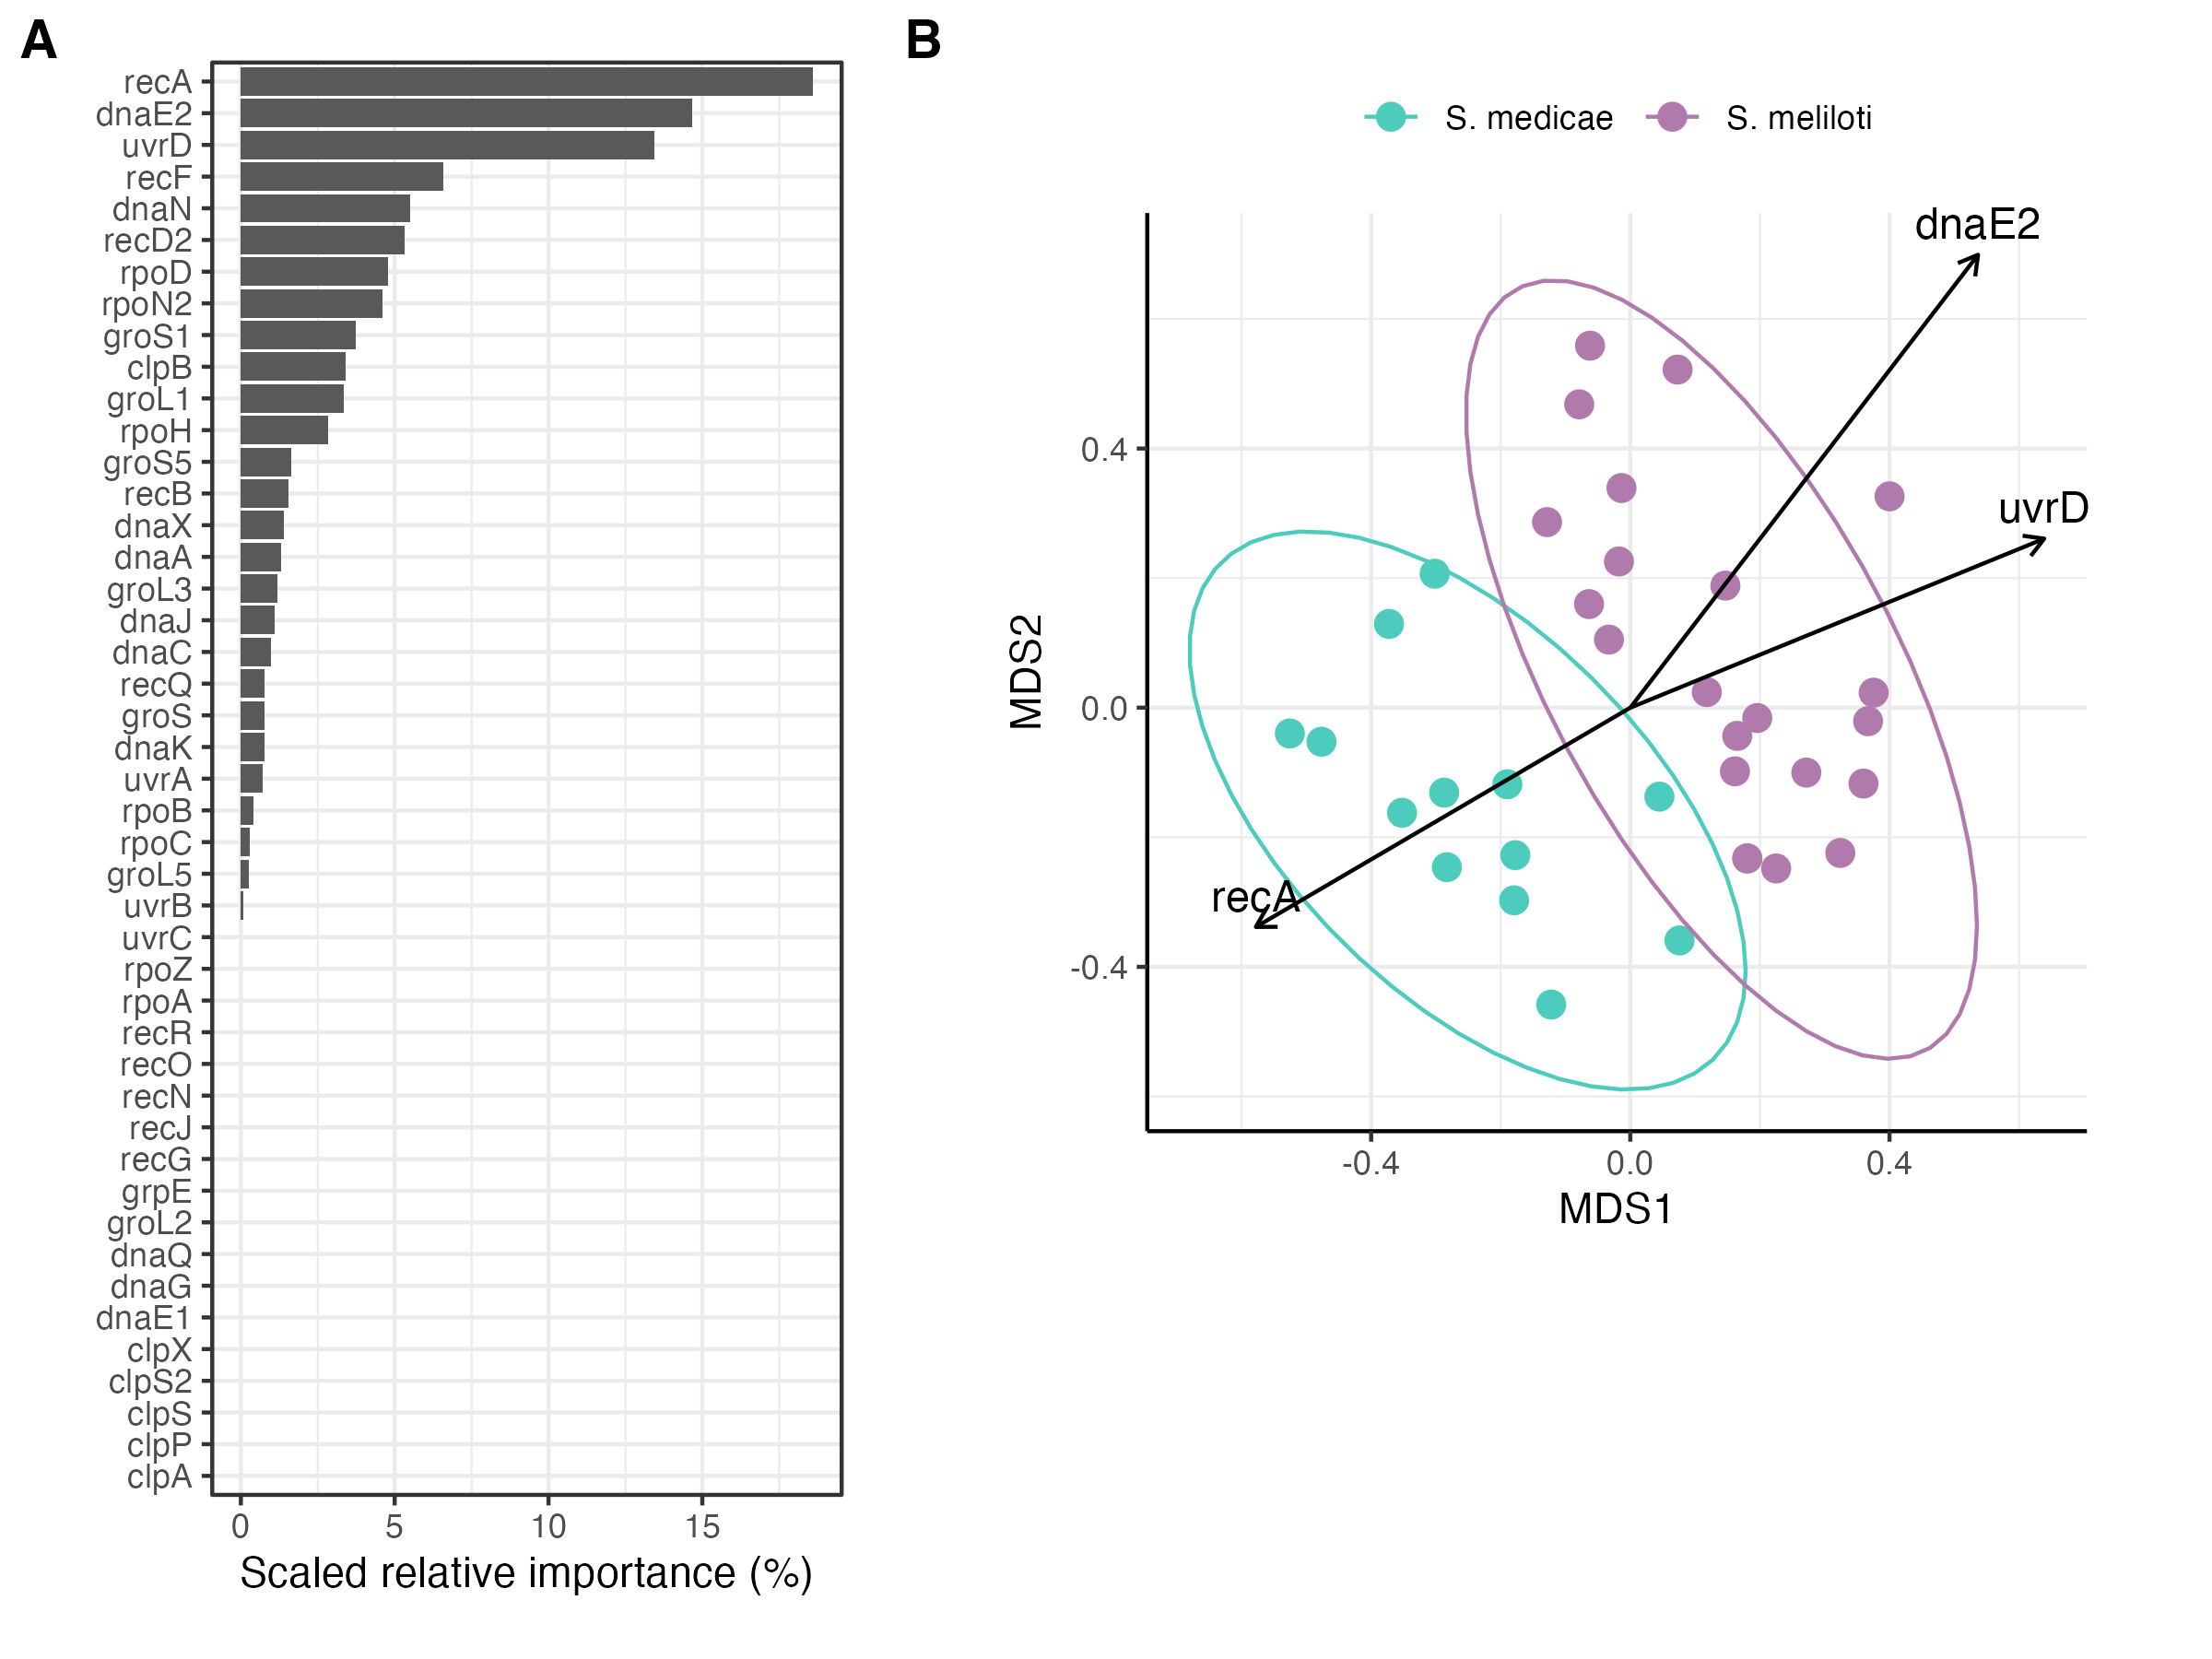 A
recA
dnaE2
uvrD
recF
dnaN
recD2
rpoD
rpoN2
groS1
clpB
groL1
rpoH
groS5
recB
dnaX
dnaA
groL3
dnaJ
dnaC
recQ
groS
dnaK
uvrA
rpoB
rpoC
groL5
uvrB
uvrC
rpoZ
rpoA
recR
recO
recN
recJ
recG
grpE
groL2
dnaQ
dnaG
dnaE1
clpX
clpS2
clpS
clpP
clpA
0 5 10 15
Scaled relative importance (%)
B
S. medicae S. meliloti
dnaE2
uvrD
recA
0.4
0.0
-0.4
MDS2
-0.4 0.0 0.4
MDS1